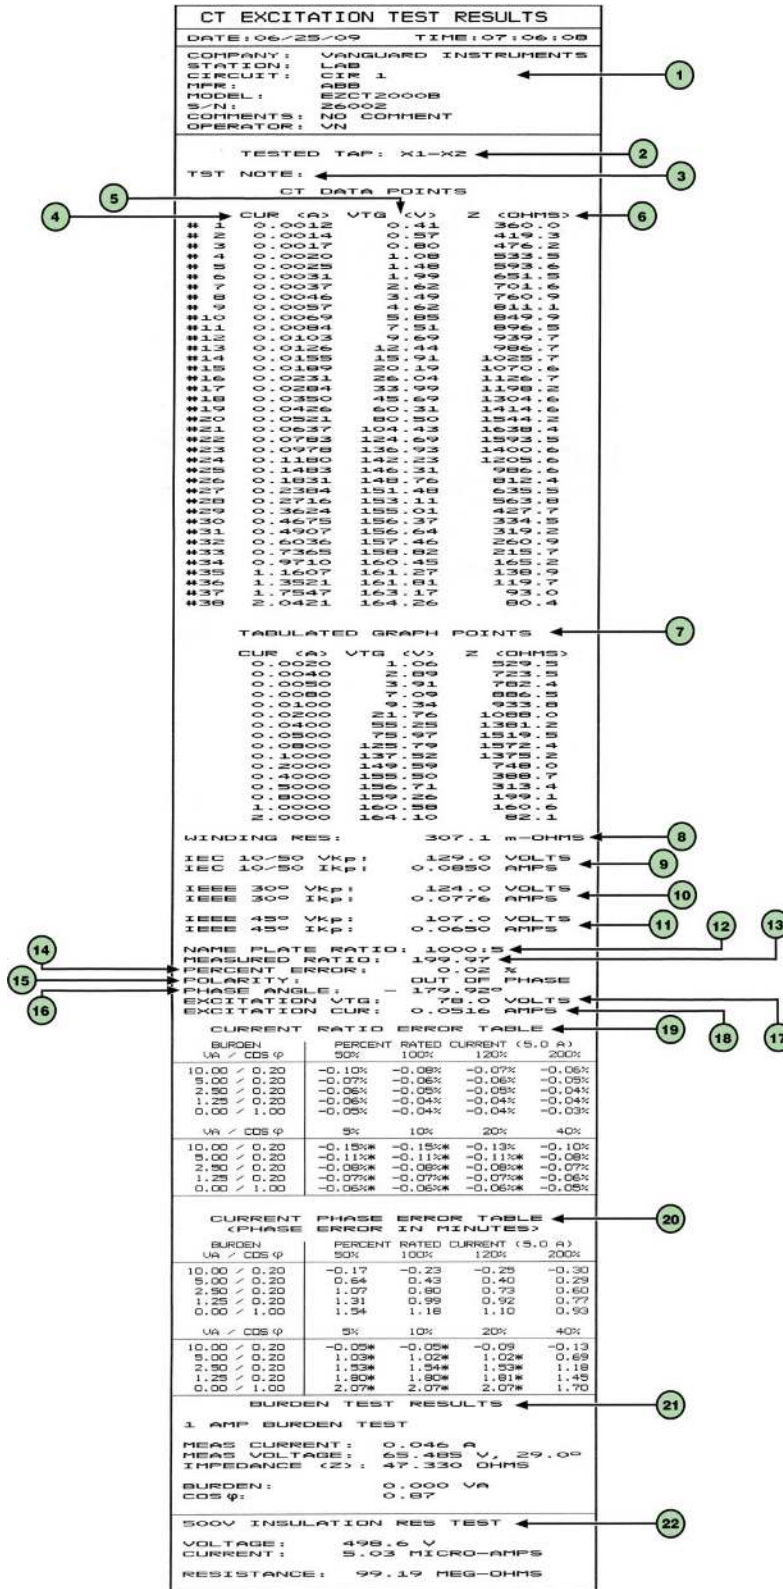 CT EXCITATION TEST RESULTS
DATE:06/25/09 TIME:07:06:08
COMPANY: VANGUARD INSTRUMENTS
STATION: LAB
CIRCUIT: CIR 1
MFR: ABB
MODEL: EZCT2000B
S/N: 26002
COMMENTS: NO COMMENT
OPERATOR: VN
1
TESTED TAP: X1-X2
2
TST NOTE:
3
CT DATA POINTS
4
5
6
CUR (A) VTG (V) Z (OHMS)
# 1 0.0012 0.41 360.0
# 2 0.0014 0.57 419.3
# 3 0.0017 0.80 476.2
# 4 0.0020 1.08 533.5
# 5 0.0025 1.48 593.6
# 6 0.0031 1.99 651.5
# 7 0.0037 2.62 701.6
# 8 0.0046 3.49 760.9
# 9 0.0057 4.62 811.1
#10 0.0069 5.85 849.9
#11 0.0084 7.51 896.5
#12 0.0103 9.69 939.7
#13 0.0126 12.44 986.7
#14 0.0155 15.91 1025.7
#15 0.0189 20.19 1070.6
#16 0.0231 26.04 1126.7
#17 0.0284 33.99 1198.2
#18 0.0350 45.69 1304.6
#19 0.0426 60.31 1414.6
#20 0.0521 80.50 1544.2
#21 0.0637 104.43 1638.4
#22 0.0783 124.69 1593.5
#23 0.0978 136.93 1400.6
#24 0.1180 142.23 1205.6
#25 0.1483 146.31 986.6
#26 0.1831 148.76 812.4
#27 0.2384 151.48 635.5
#28 0.2716 153.11 563.8
#29 0.3624 155.01 427.7
#30 0.4675 156.37 334.5
#31 0.4907 156.64 319.2
#32 0.6036 157.46 260.9
#33 0.7365 158.82 215.7
#34 0.9710 160.45 165.2
#35 1.1607 161.27 138.9
#36 1.3521 161.81 119.7
#37 1.7547 163.17 93.0
#38 2.0421 164.26 80.4
TABULATED GRAPH POINTS
7
CUR (A) VTG (V) Z (OHMS)
0.0020 1.06 529.5
0.0040 2.89 723.5
0.0050 3.91 782.4
0.0080 7.09 886.5
0.0100 9.34 933.8
0.0200 21.76 1088.0
0.0400 55.25 1381.2
0.0500 75.97 1519.5
0.0800 125.79 1572.4
0.1000 137.52 1375.2
0.2000 149.59 748.0
0.4000 155.50 388.7
0.5000 156.71 313.4
0.8000 159.26 199.1
1.0000 160.58 160.6
2.0000 164.10 82.1
WINDING RES: 307.1 m-OHMS
8
IEC 10/50 Vkp: 129.0 VOLTS
IEC 10/50 Ikp: 0.0850 AMPS
9
IEEE 30° Vkp: 124.0 VOLTS
IEEE 30° Ikp: 0.0776 AMPS
10
IEEE 45° Vkp: 107.0 VOLTS
IEEE 45° Ikp: 0.0650 AMPS
11
NAME PLATE RATIO: 1000:5
12
MEASURED RATIO: 199.97
13
14
PERCENT ERROR: 0.02 %
15
POLARITY: OUT OF PHASE
16
PHASE ANGLE: - 179.92°
EXCITATION VTG: 78.0 VOLTS
17
EXCITATION CUR: 0.0516 AMPS
18
CURRENT RATIO ERROR TABLE
19
BURDEN PERCENT RATED CURRENT (5.0 A)
VA / COS φ 50% 100% 120% 200%
10.00 / 0.20 -0.10% -0.08% -0.07% -0.06%
5.00 / 0.20 -0.07% -0.06% -0.06% -0.05%
2.50 / 0.20 -0.06% -0.05% -0.05% -0.04%
1.25 / 0.20 -0.06% -0.04% -0.04% -0.04%
0.00 / 1.00 -0.05% -0.04% -0.04% -0.03%
VA / COS φ 5% 10% 20% 40%
10.00 / 0.20 -0.15%* -0.15%* -0.13% -0.10%
5.00 / 0.20 -0.11%* -0.11%* -0.11%* -0.08%
2.50 / 0.20 -0.08%* -0.08%* -0.08%* -0.07%
1.25 / 0.20 -0.07%* -0.07%* -0.07%* -0.06%
0.00 / 1.00 -0.06%* -0.06%* -0.06%* -0.05%
CURRENT PHASE ERROR TABLE
20
(PHASE ERROR IN MINUTES)
BURDEN PERCENT RATED CURRENT (5.0 A)
VA / COS φ 50% 100% 120% 200%
10.00 / 0.20 -0.17 -0.23 -0.25 -0.30
5.00 / 0.20 0.64 0.43 0.40 0.29
2.50 / 0.20 1.07 0.80 0.73 0.60
1.25 / 0.20 1.31 0.99 0.92 0.77
0.00 / 1.00 1.54 1.18 1.10 0.93
VA / COS φ 5% 10% 20% 40%
10.00 / 0.20 -0.05* -0.05* -0.09 -0.13
5.00 / 0.20 1.03* 1.02* 1.02* 0.69
2.50 / 0.20 1.53* 1.54* 1.53* 1.18
1.25 / 0.20 1.80* 1.80* 1.81* 1.45
0.00 / 1.00 2.07* 2.07* 2.07* 1.70
BURDEN TEST RESULTS
21
1 AMP BURDEN TEST
MEAS CURRENT: 0.046 A
MEAS VOLTAGE: 65.485 V, 29.0°
IMPEDANCE (Z): 47.330 OHMS
BURDEN: 0.000 VA
COS φ: 0.87
500V INSULATION RES TEST
22
VOLTAGE: 498.6 V
CURRENT: 5.03 MICRO-AMPS
RESISTANCE: 99.19 MEG-OHMS